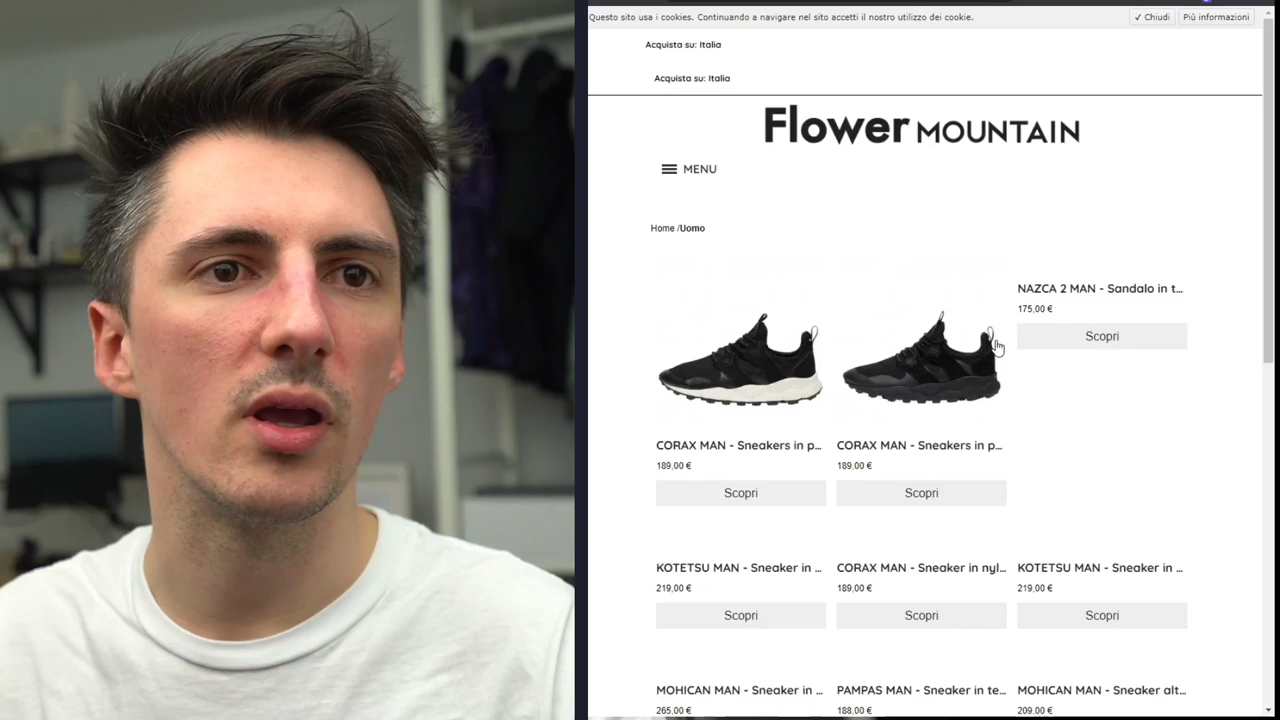 Questo sito usa i cookies. Continuando a navigare nel sito accetti il nostro utilizzo dei cookie.
✓ Chiudi
Più informazioni
Acquista su: Italia
Acquista su: Italia
Flower MOUNTAIN
MENU
Home /Uomo
NAZCA 2 MAN - Sandalo in t...
175,00 €
Scopri
CORAX MAN - Sneakers in p...
189,00 €
Scopri
CORAX MAN - Sneakers in p...
189,00 €
Scopri
KOTETSU MAN - Sneaker in ...
219,00 €
Scopri
CORAX MAN - Sneaker in nyl...
189,00 €
Scopri
KOTETSU MAN - Sneaker in ...
219,00 €
Scopri
MOHICAN MAN - Sneaker in ...
265,00 €
PAMPAS MAN - Sneaker in te...
188,00 €
MOHICAN MAN - Sneaker alt...
209,00 €